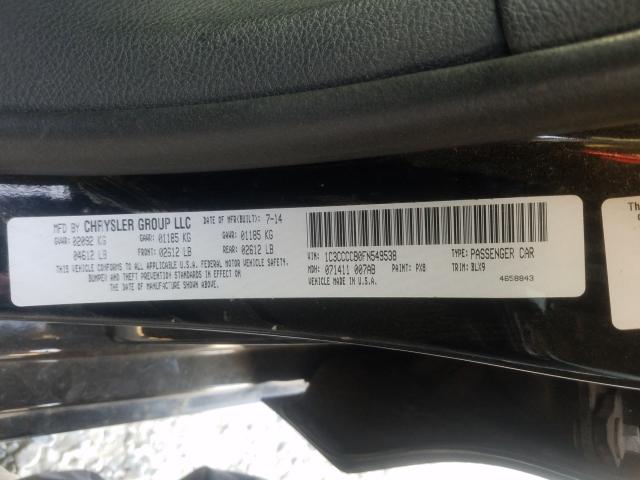 MFD BY CHRYSLER GROUP LLC DATE OF MFR(BUILT): 7-14
GVWR: 02092 KG GAWR: 01185 KG GAWR: 01185 KG
04612 LB FRONT: 02612 LB REAR: 02612 LB
THIS VEHICLE CONFORMS TO ALL APPLICABLE U.S.A. FEDERAL MOTOR VEHICLE SAFETY,
BUMPER AND THEFT PREVENTION STANDARDS IN EFFECT ON
THE DATE OF MANUFACTURE SHOWN ABOVE.
VIN: 1C3CCCCB0FN549538 TYPE: PASSENGER CAR
MDH: 071411 007AB PAINT: PX8 TRIM: BLX9
VEHICLE MADE IN U.S.A. 4658843